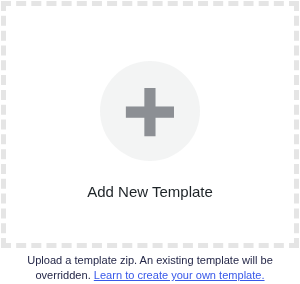 Add New Template
Upload a template zip. An existing template will be
overridden. Learn to create your own template.